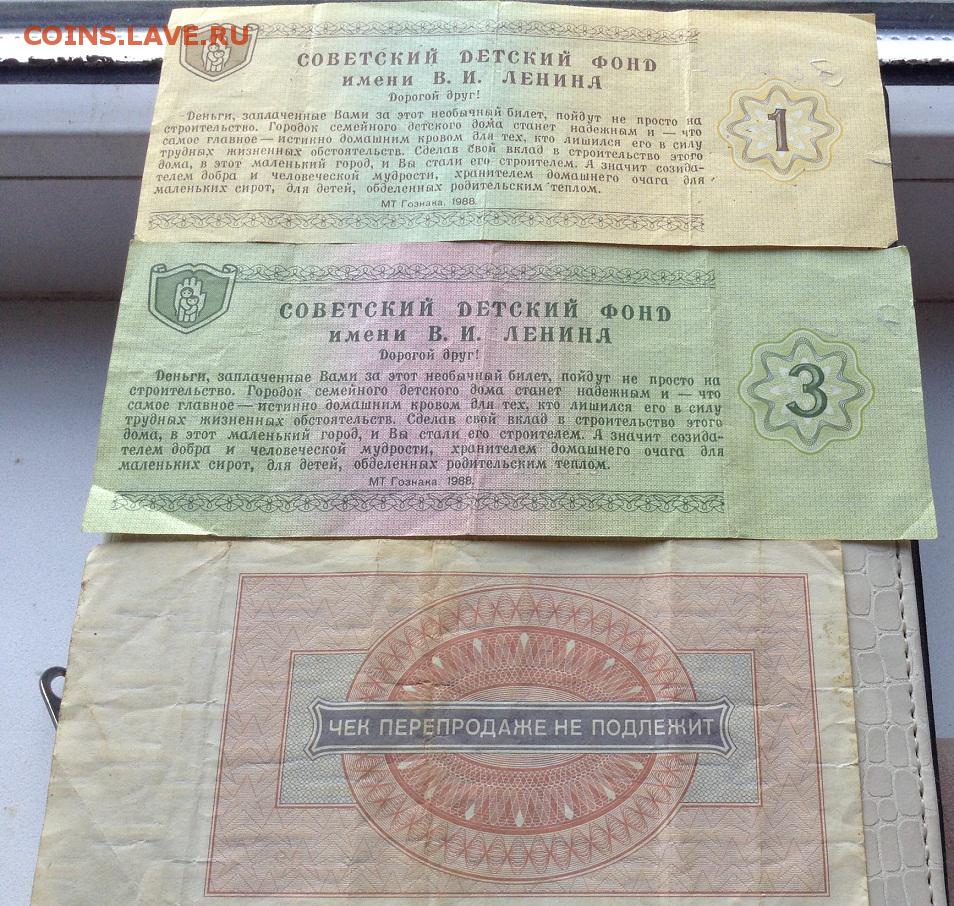 COINS.LAVE.RU
СОВЕТСКИЙ ДЕТСКИЙ ФОНД
имени В. И. ЛЕНИНА
Дорогой друг!
Деньги, заплаченные Вами за этот необычный билет, пойдут не просто на
строительство. Городок семейного детского дома станет надежным и — что
самое главное — истинно домашним кровом для тех, кто лишился его в силу
трудных жизненных обстоятельств. Сделав свой вклад в строительство этого
дома, в этот маленький город, и Вы стали его строителем. А значит созида-
телем добра и человеческой мудрости, хранителем домашнего очага для
маленьких сирот, для детей, обделенных родительским теплом.
МТ Гознака. 1988.
1
СОВЕТСКИЙ ДЕТСКИЙ ФОНД
имени В. И. ЛЕНИНА
Дорогой друг!
Деньги, заплаченные Вами за этот необычный билет, пойдут не просто на
строительство. Городок семейного детского дома станет надежным и — что
самое главное — истинно домашним кровом для тех, кто лишился его в силу
трудных жизненных обстоятельств. Сделав свой вклад в строительство этого
дома, в этот маленький город, и Вы стали его строителем. А значит созида-
телем добра и человеческой мудрости, хранителем домашнего очага для
маленьких сирот, для детей, обделенных родительским теплом.
МТ Гознака. 1988.
3
ЧЕК ПЕРЕПРОДАЖЕ НЕ ПОДЛЕЖИТ